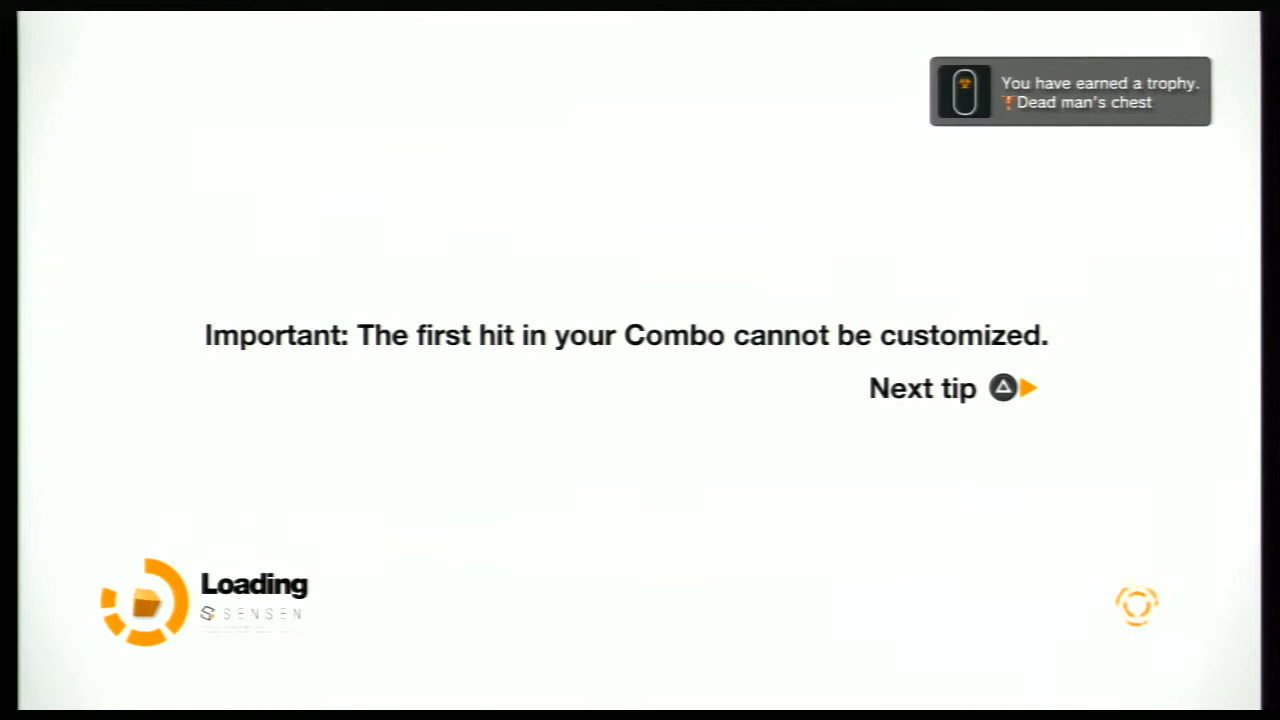 You have earned a trophy.
Dead man's chest
Important: The first hit in your Combo cannot be customized.
Next tip
Loading
SENSEN